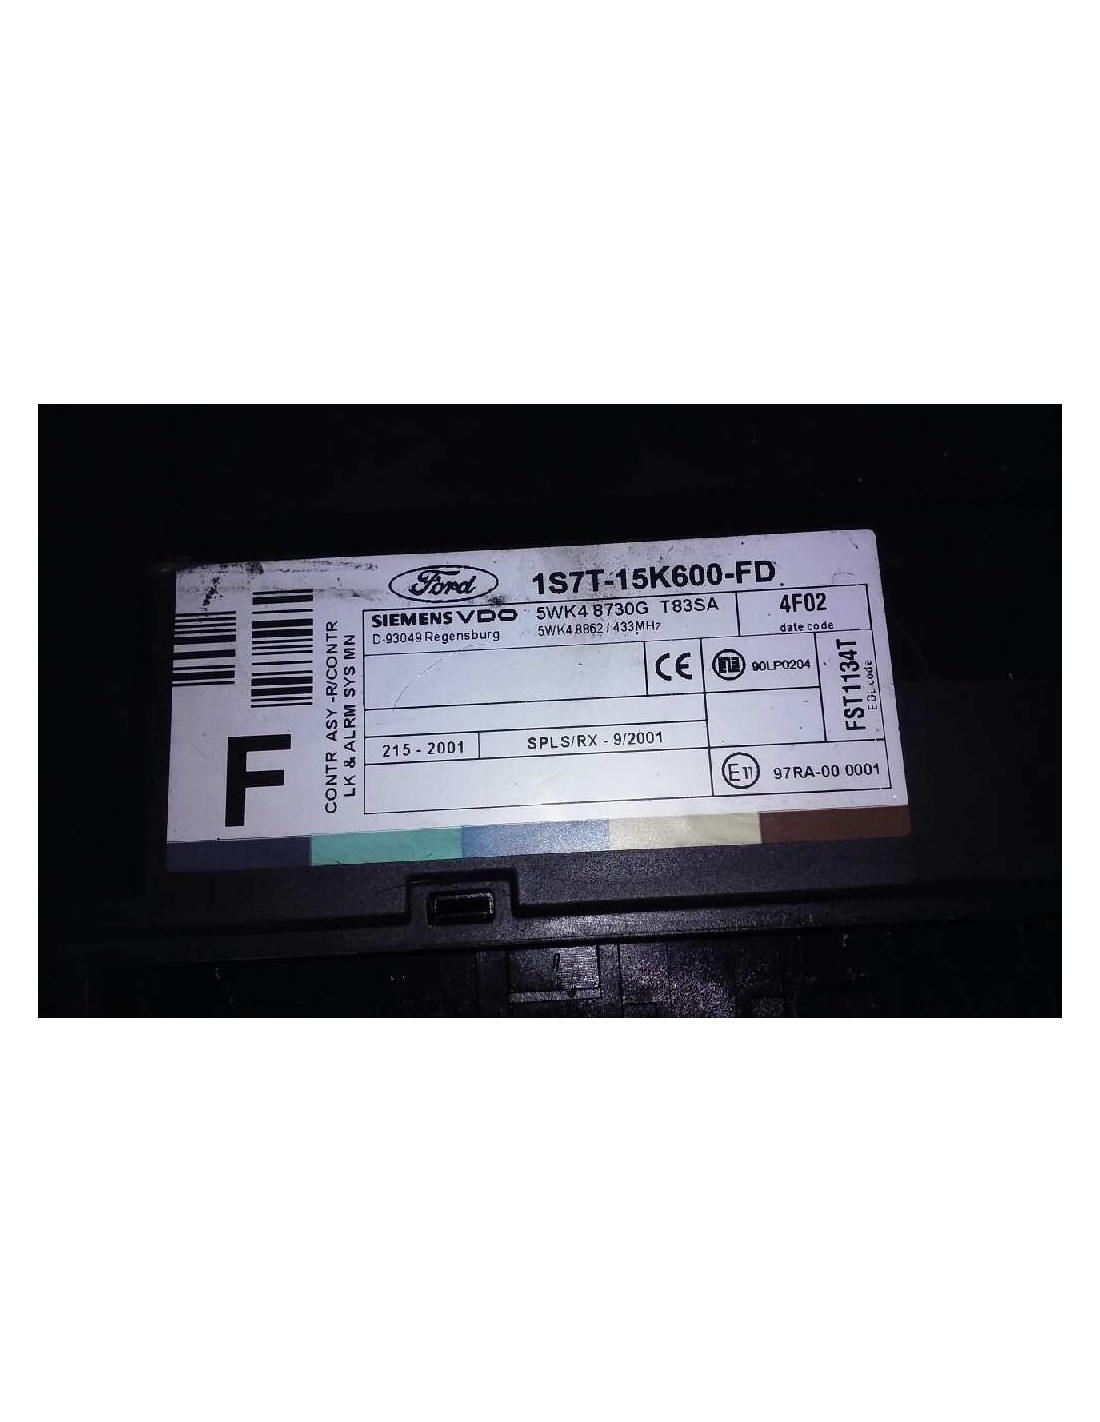 Ford
1S7T-15K600-FD
SIEMENS VDO
5WK4 8730G T83SA
4F02
D-93049 Regensburg
5WK4 8862 / 433MHz
date code
CE
90LP0204
FST1134T
EOL code
215 - 2001
SPLS/RX - 9/2001
E11
97RA-00 0001
F
CONTR ASY -R/CONTR
LK & ALRM SYS MN